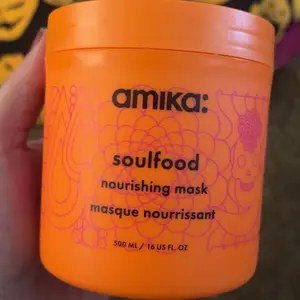 amika:
soulfood
nourishing mask
masque nourrissant
500 ML / 16 US FL. OZ